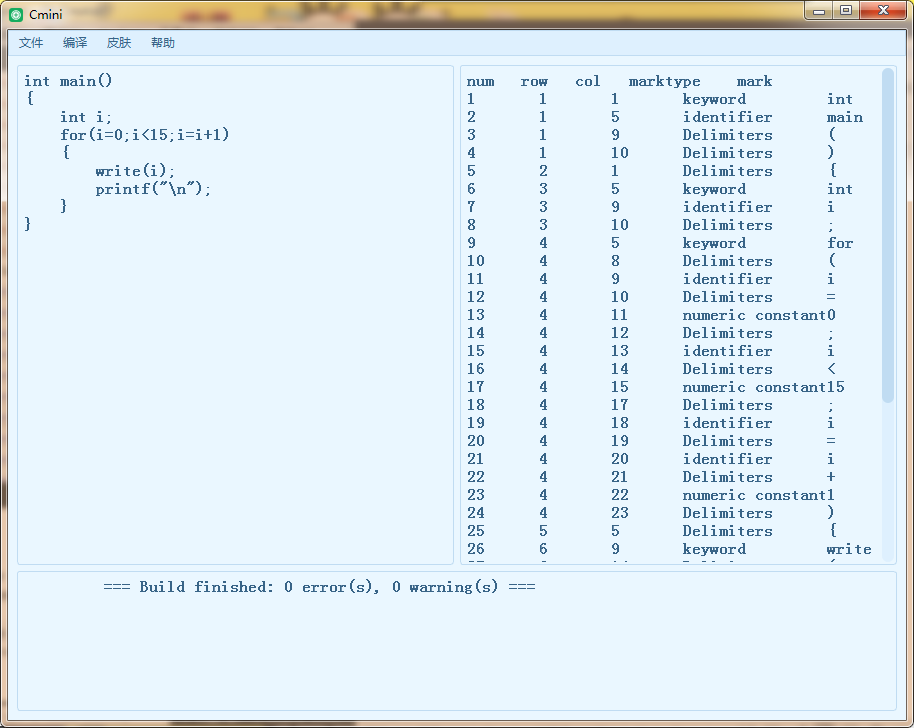 Cmini
文件 编译 皮肤 帮助
int main()
{
    int i;
    for(i=0;i<15;i=i+1)
    {
        write(i);
        printf("\n");
    }
}
num row col marktype mark
1 1 1 keyword int
2 1 5 identifier main
3 1 9 Delimiters (
4 1 10 Delimiters )
5 2 1 Delimiters {
6 3 5 keyword int
7 3 9 identifier i
8 3 10 Delimiters ;
9 4 5 keyword for
10 4 8 Delimiters (
11 4 9 identifier i
12 4 10 Delimiters =
13 4 11 numeric constant0
14 4 12 Delimiters ;
15 4 13 identifier i
16 4 14 Delimiters <
17 4 15 numeric constant15
18 4 17 Delimiters ;
19 4 18 identifier i
20 4 19 Delimiters =
21 4 20 identifier i
22 4 21 Delimiters +
23 4 22 numeric constant1
24 4 23 Delimiters )
25 5 5 Delimiters {
26 6 9 keyword write
=== Build finished: 0 error(s), 0 warning(s) ===